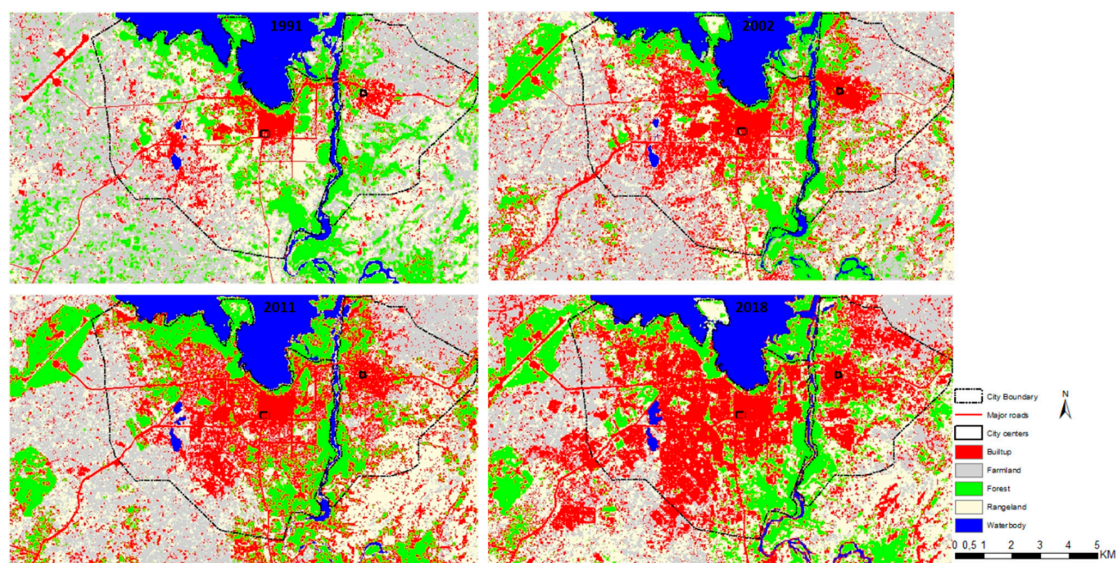 1991
2002
2011
2018
City Boundary
Major roads
City centers
Builtup
Farmland
Forest
Rangeland
Waterbody
N
0 0,5 1 2 3 4 5
KM